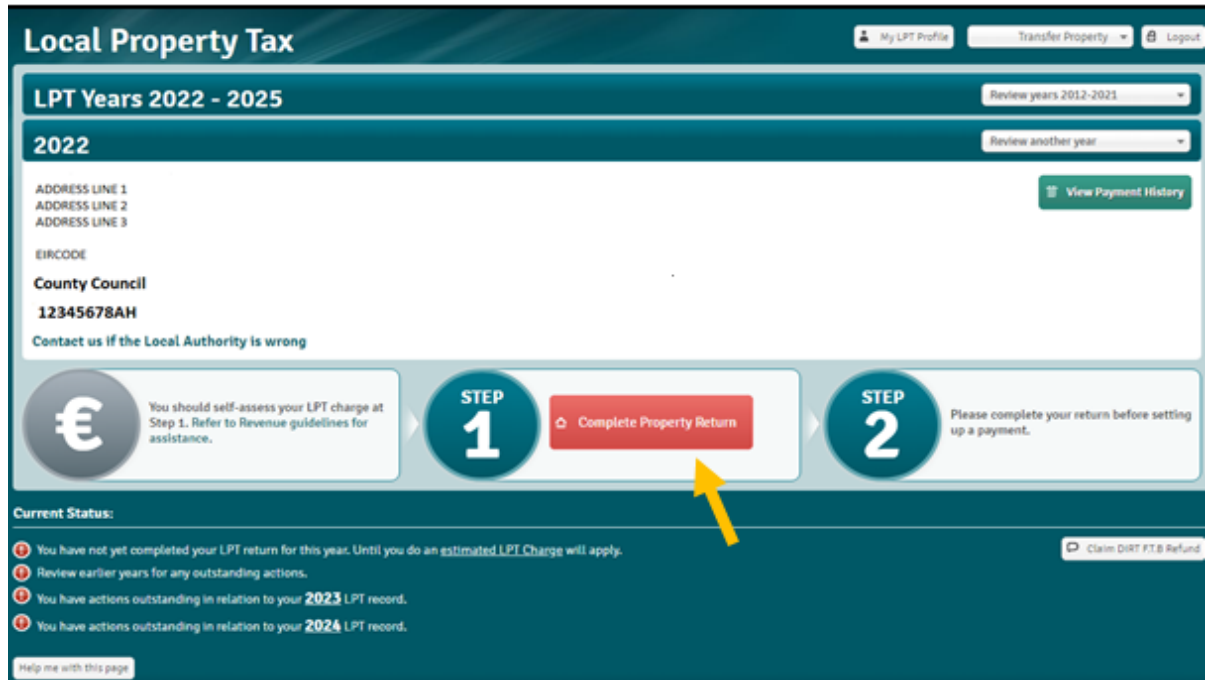 Local Property Tax
My LPT Profile
Transfer Property
Logout
LPT Years 2022 - 2025
Review years 2012-2021
2022
Review another year
ADDRESS LINE 1
ADDRESS LINE 2
ADDRESS LINE 3
View Payment History
EIRCODE
County Council
12345678AH
Contact us if the Local Authority is wrong
€
You should self-assess your LPT charge at
Step 1. Refer to Revenue guidelines for
assistance.
STEP
1
Complete Property Return
STEP
2
Please complete your return before setting
up a payment.
Current Status:
You have not yet completed your LPT return for this year. Until you do an estimated LPT Charge will apply.
Claim DIRT F.T.B Refund
Review earlier years for any outstanding actions.
You have actions outstanding in relation to your 2023 LPT record.
You have actions outstanding in relation to your 2024 LPT record.
Help me with this page